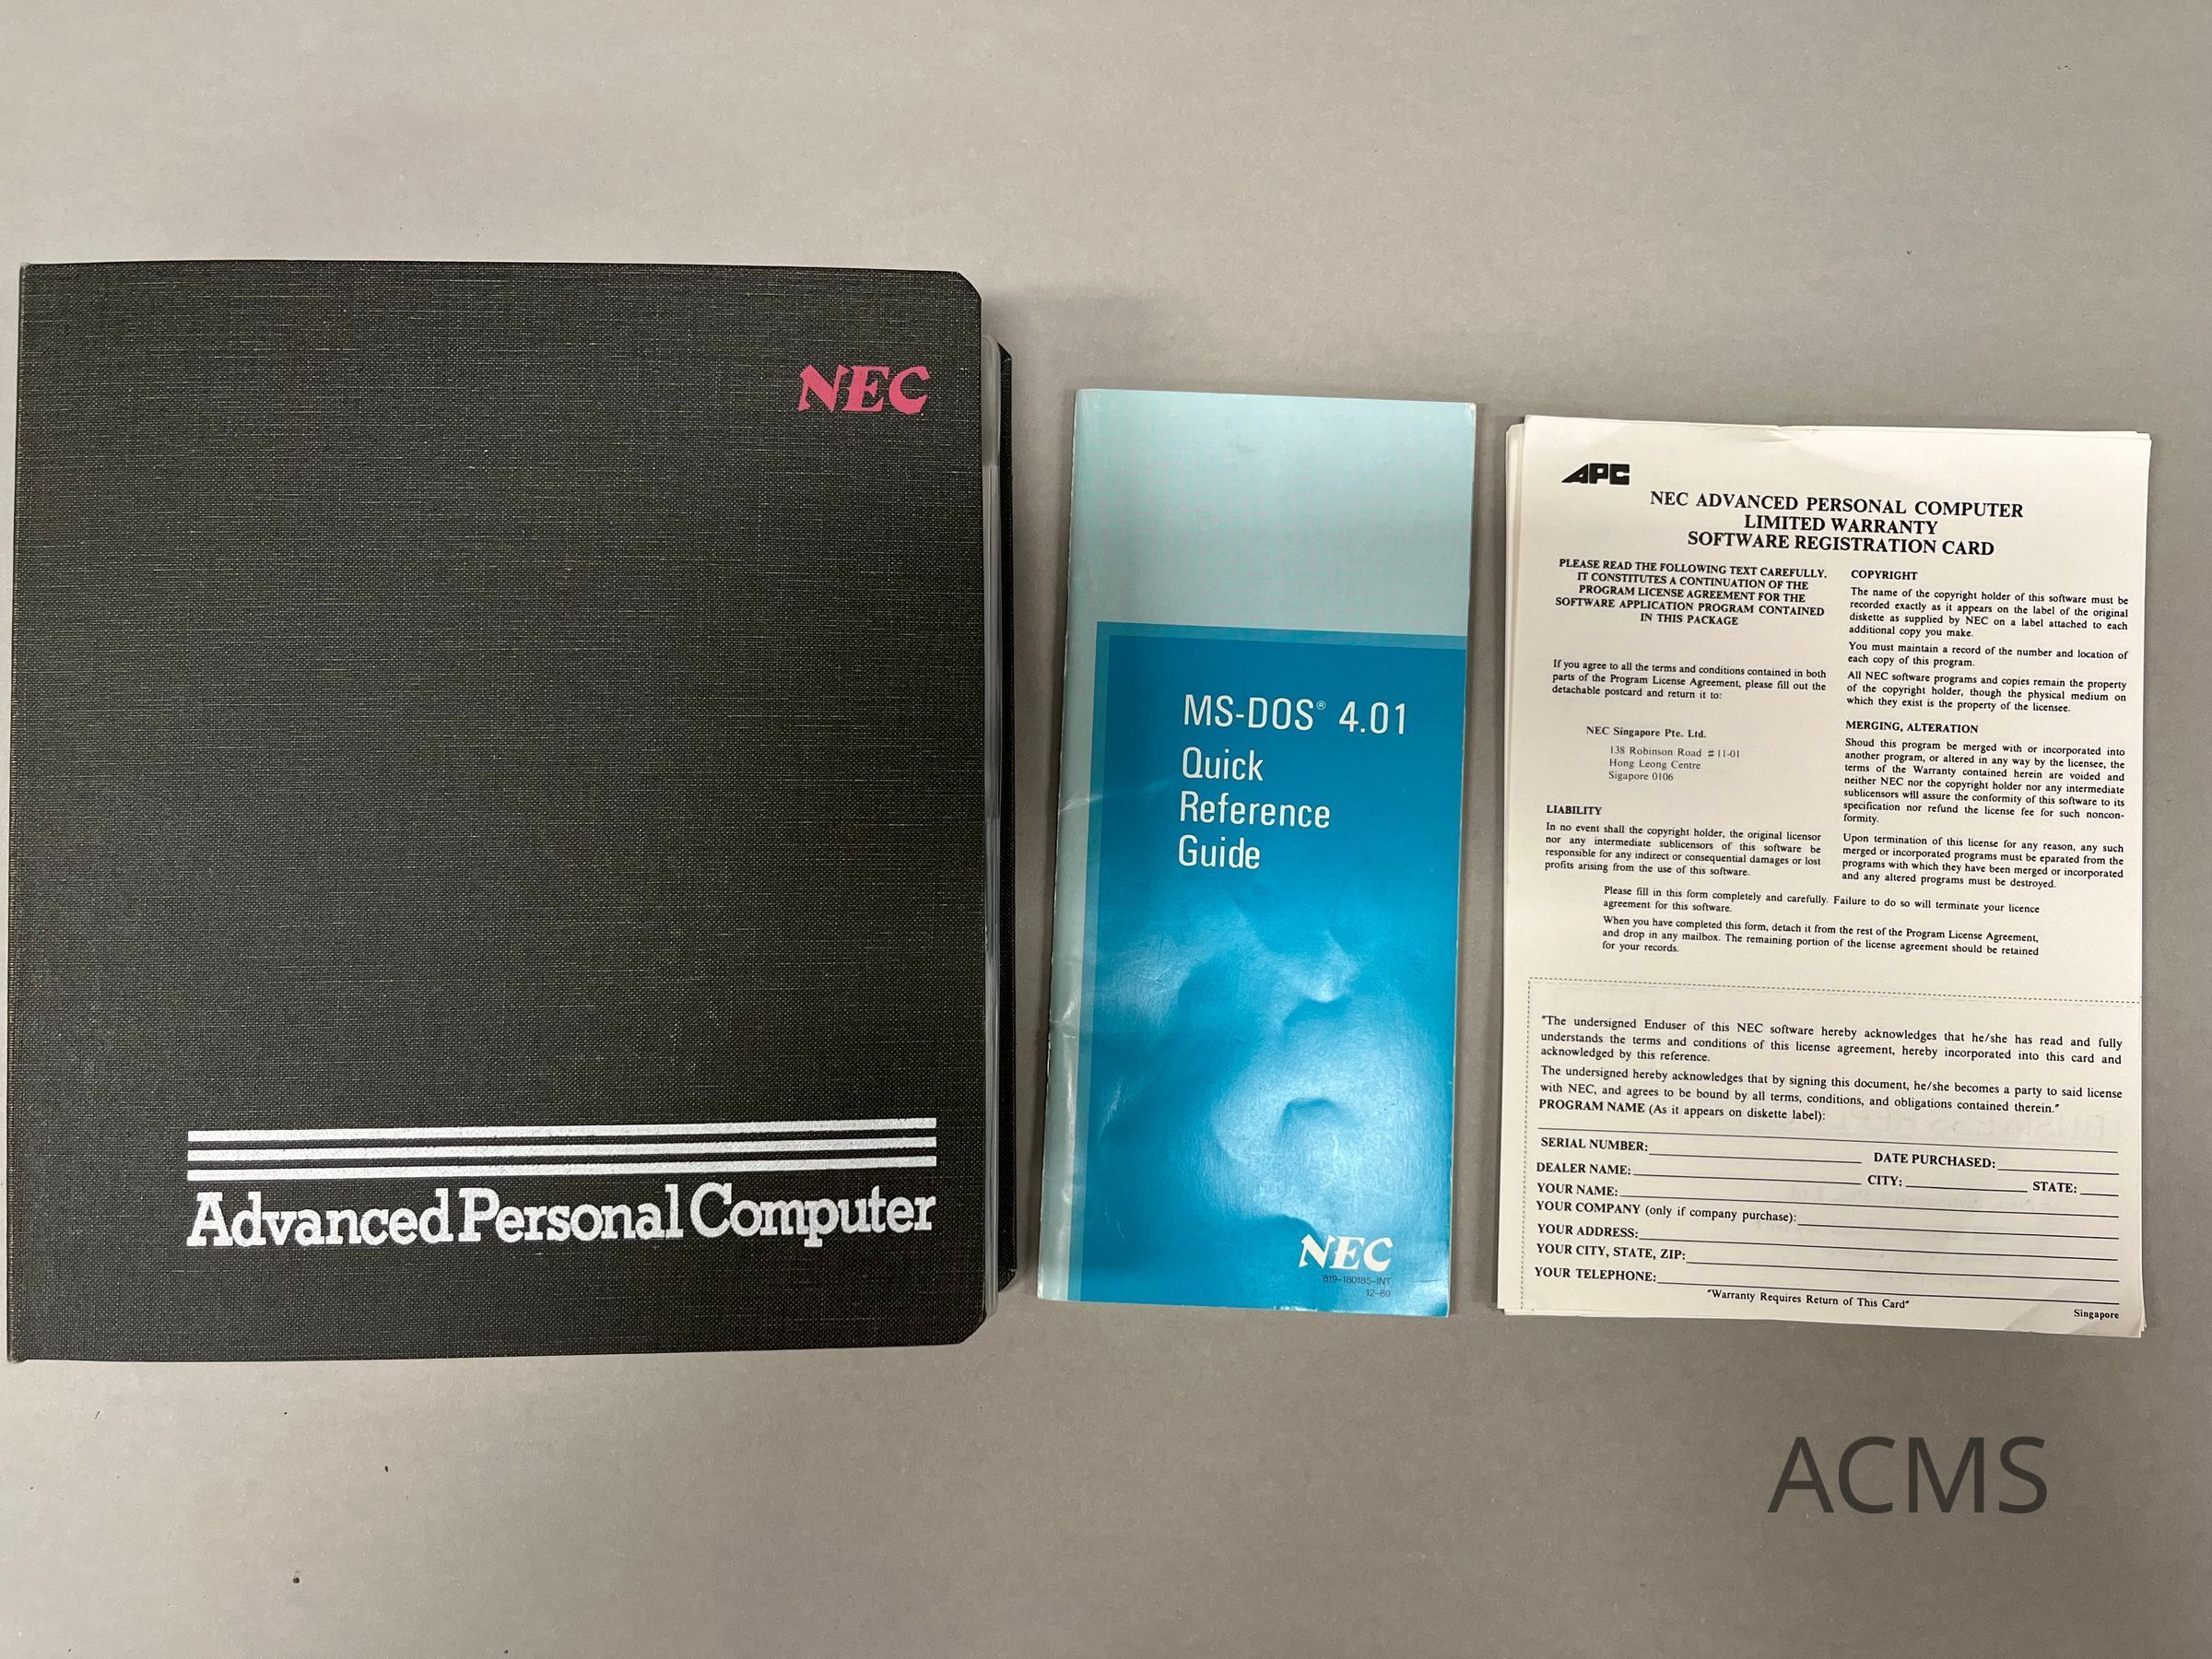 NEC
Advanced Personal Computer
MS-DOS® 4.01
Quick
Reference
Guide
NEC
819-180185-INT
12-89
APC
NEC ADVANCED PERSONAL COMPUTER
LIMITED WARRANTY
SOFTWARE REGISTRATION CARD
PLEASE READ THE FOLLOWING TEXT CAREFULLY.
IT CONSTITUTES A CONTINUATION OF THE
PROGRAM LICENSE AGREEMENT FOR THE
SOFTWARE APPLICATION PROGRAM CONTAINED
IN THIS PACKAGE
If you agree to all the terms and conditions contained in both
parts of the Program License Agreement, please fill out the
detachable postcard and return it to:
NEC Singapore Pte. Ltd.
138 Robinson Road #11-01
Hong Leong Centre
Sigapore 0106
LIABILITY
In no event shall the copyright holder, the original licensor
nor any intermediate sublicensors of this software be
responsible for any indirect or consequential damages or lost
profits arising from the use of this software.
COPYRIGHT
The name of the copyright holder of this software must be
recorded exactly as it appears on the label of the original
diskette as supplied by NEC on a label attached to each
additional copy you make.
You must maintain a record of the number and location of
each copy of this program.
All NEC software programs and copies remain the property
of the copyright holder, though the physical medium on
which they exist is the property of the licensee.
MERGING, ALTERATION
Shoud this program be merged with or incorporated into
another program, or altered in any way by the licensee, the
terms of the Warranty contained herein are voided and
neither NEC nor the copyright holder nor any intermediate
sublicensors will assure the conformity of this software to its
specification nor refund the license fee for such noncon-
formity.
Upon termination of this license for any reason, any such
merged or incorporated programs must be eparated from the
programs with which they have been merged or incorporated
and any altered programs must be destroyed.
Please fill in this form completely and carefully. Failure to do so will terminate your licence
agreement for this software.
When you have completed this form, detach it from the rest of the Program License Agreement,
and drop in any mailbox. The remaining portion of the license agreement should be retained
for your records.
"The undersigned Enduser of this NEC software hereby acknowledges that he/she has read and fully
understands the terms and conditions of this license agreement, hereby incorporated into this card and
acknowledged by this reference.
The undersigned hereby acknowledges that by signing this document, he/she becomes a party to said license
with NEC, and agrees to be bound by all terms, conditions, and obligations contained therein."
PROGRAM NAME (As it appears on diskette label):
SERIAL NUMBER: DATE PURCHASED:
DEALER NAME: CITY: STATE:
YOUR NAME:
YOUR COMPANY (only if company purchase):
YOUR ADDRESS:
YOUR CITY, STATE, ZIP:
YOUR TELEPHONE:
"Warranty Requires Return of This Card"
Singapore
ACMS